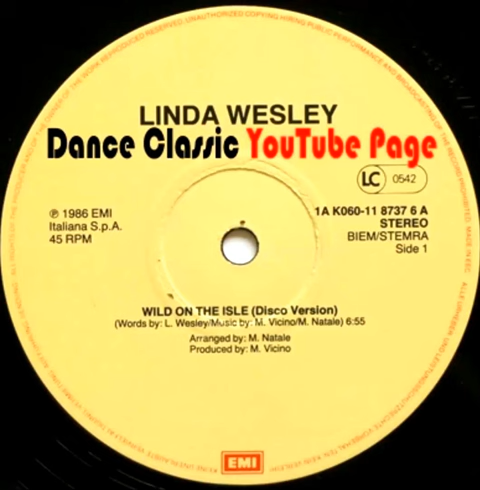 LINDA WESLEY
Dance Classic YouTube Page
LC 0542
℗ 1986 EMI
Italiana S.p.A.
45 RPM
1A K060-11 8737 6 A
STEREO
BIEM/STEMRA
Side 1
WILD ON THE ISLE (Disco Version)
(Words by: L. Wesley/Music by: M. Vicino/M. Natale) 6:55
Arranged by: M. Natale
Produced by: M. Vicino
EMI